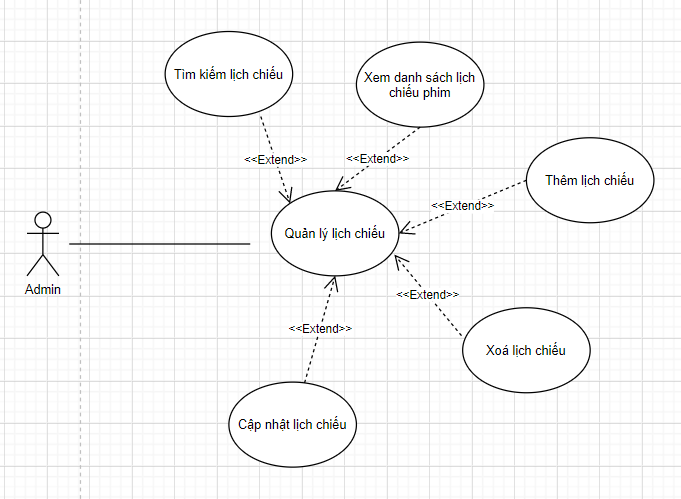 Tìm kiếm lịch chiếu
Xem danh sách lịch
chiếu phim
<<Extend>>
<<Extend>>
Thêm lịch chiếu
<<Extend>>
Quản lý lịch chiếu
Admin
<<Extend>>
<<Extend>>
Xoá lịch chiếu
Cập nhật lịch chiếu